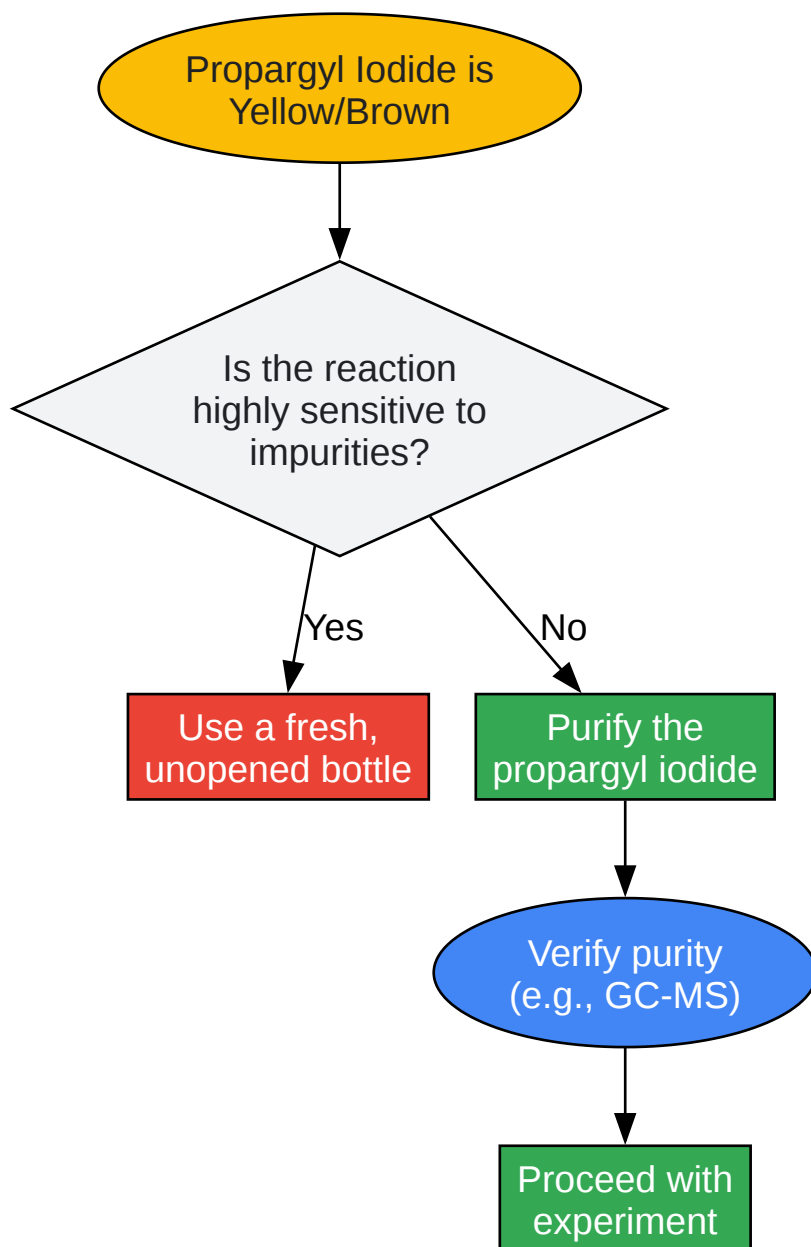 Propargyl Iodide is
Yellow/Brown
Is the reaction
highly sensitive to
impurities?
Yes
No
Use a fresh,
unopened bottle
Purify the
propargyl iodide
Verify purity
(e.g., GC-MS)
Proceed with
experiment